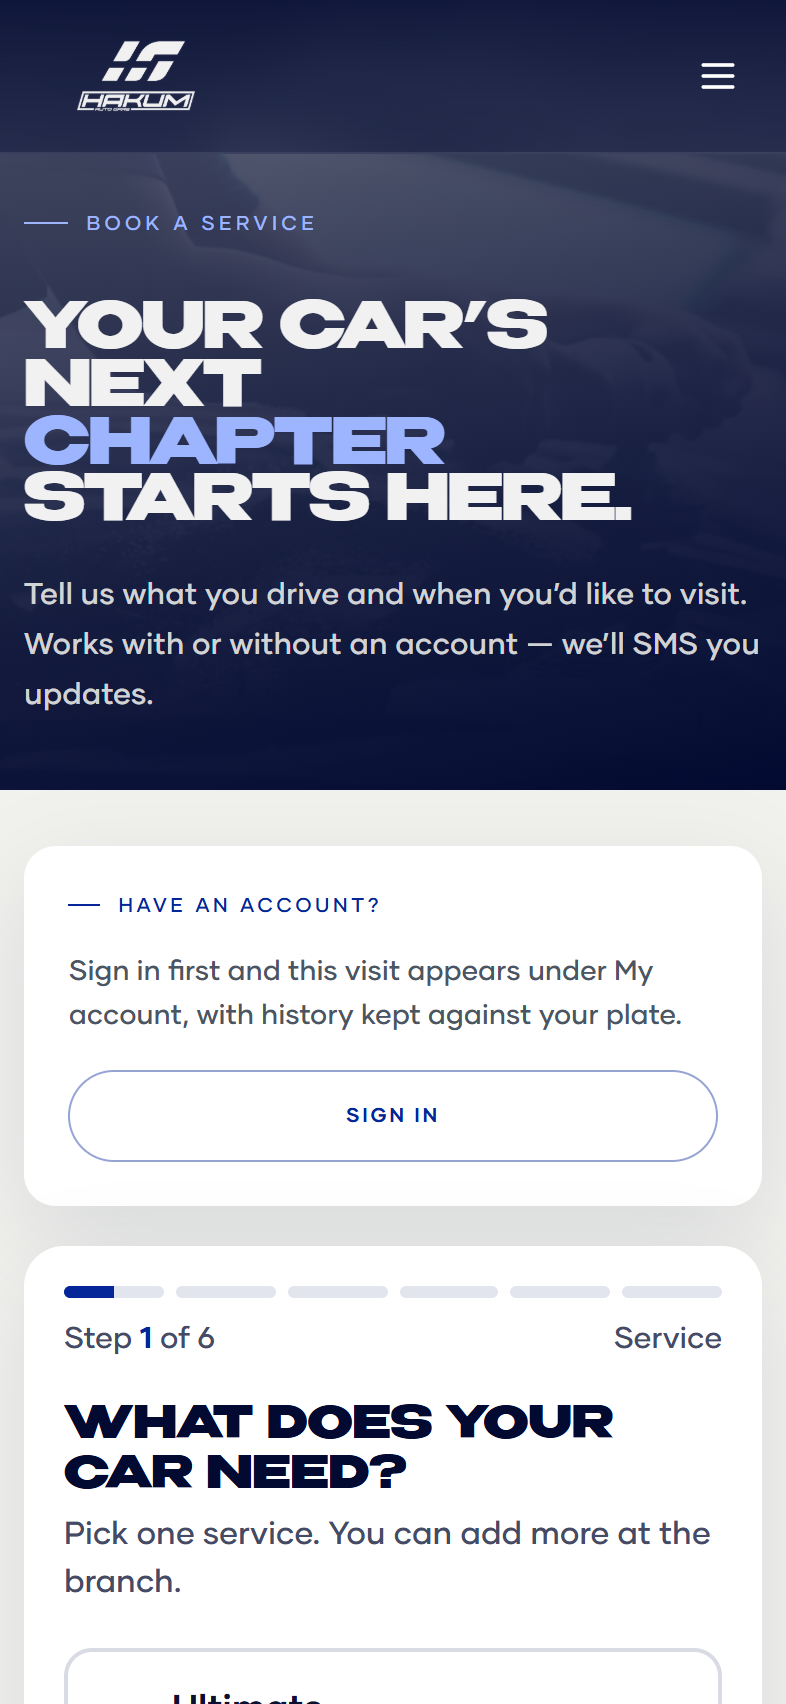 HAKUM
AUTO CARE
BOOK A SERVICE
YOUR CAR’S
NEXT
CHAPTER
STARTS HERE.
Tell us what you drive and when you’d like to visit.
Works with or without an account — we’ll SMS you
updates.
HAVE AN ACCOUNT?
Sign in first and this visit appears under My
account, with history kept against your plate.
SIGN IN
Step 1 of 6
Service
WHAT DOES YOUR
CAR NEED?
Pick one service. You can add more at the
branch.
Ultimate